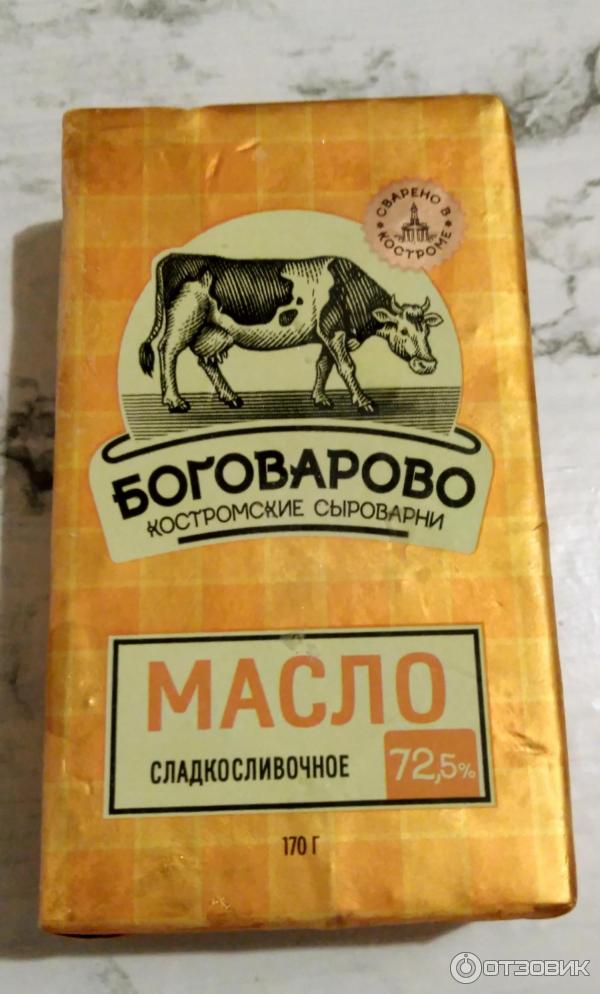 СВАРЕНО В
КОСТРОМЕ
БОГОВАРОВО
КОСТРОМСКИЕ СЫРОВАРНИ
МАСЛО
СЛАДКОСЛИВОЧНОЕ
72,5%
170 Г
ОТЗОВИК